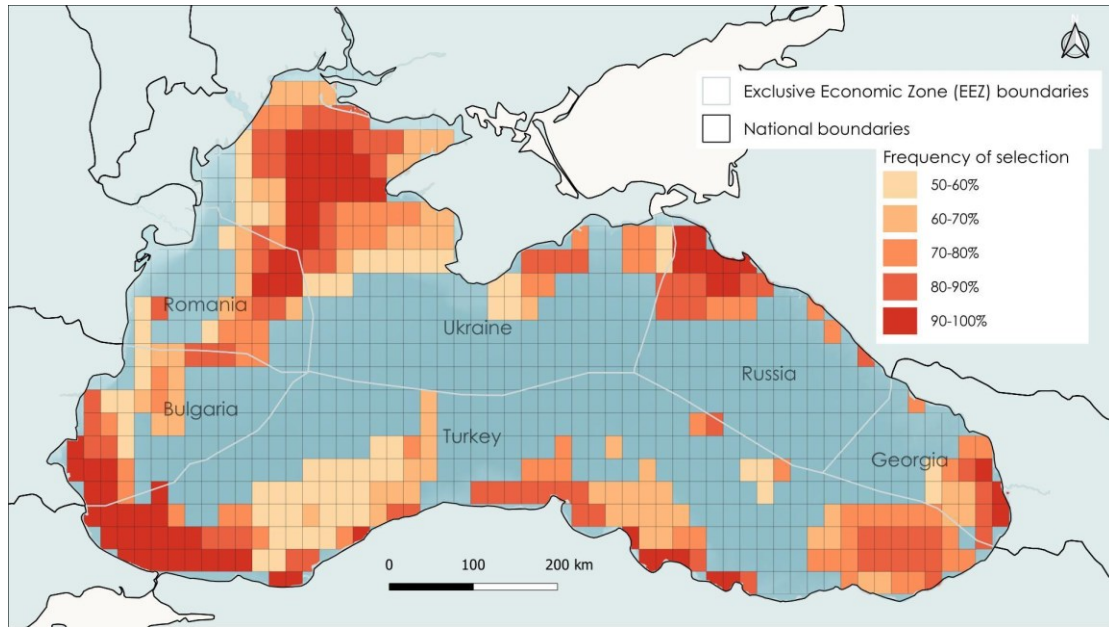 N
Exclusive Economic Zone (EEZ) boundaries
National boundaries
Frequency of selection
50-60%
60-70%
70-80%
80-90%
90-100%
Romania
Ukraine
Russia
Bulgaria
Turkey
Georgia
0 100 200 km